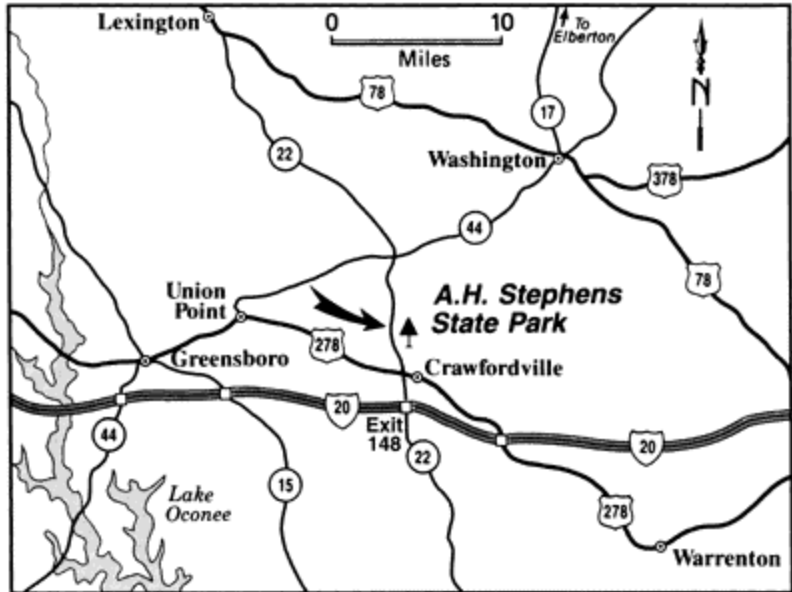 Lexington
0 10
Miles
To
Elberton
N
78
17
22
Washington
378
44
78
Union
Point
A.H. Stephens
State Park
278
Greensboro
Crawfordville
20
Exit
148
44
22
20
Lake
Oconee
15
278
Warrenton